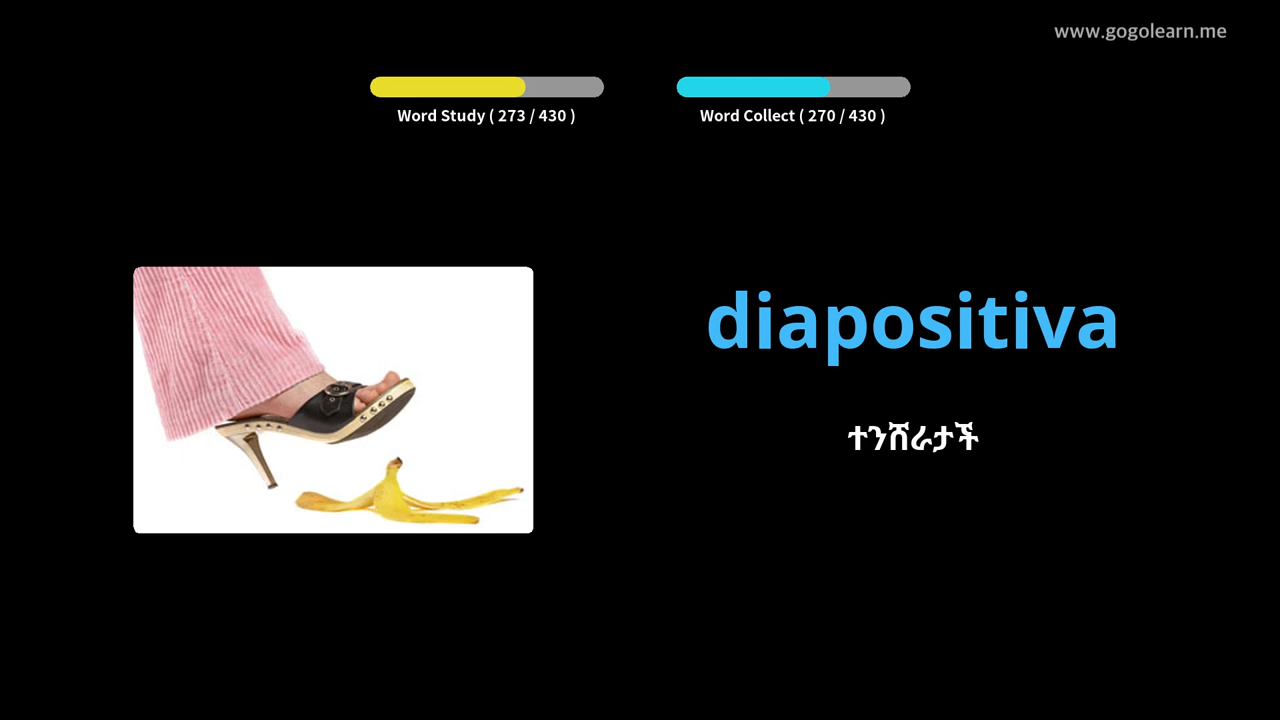 www.gogolearn.me
Word Study ( 273 / 430 )
Word Collect ( 270 / 430 )
diapositiva
ተንሸራታች